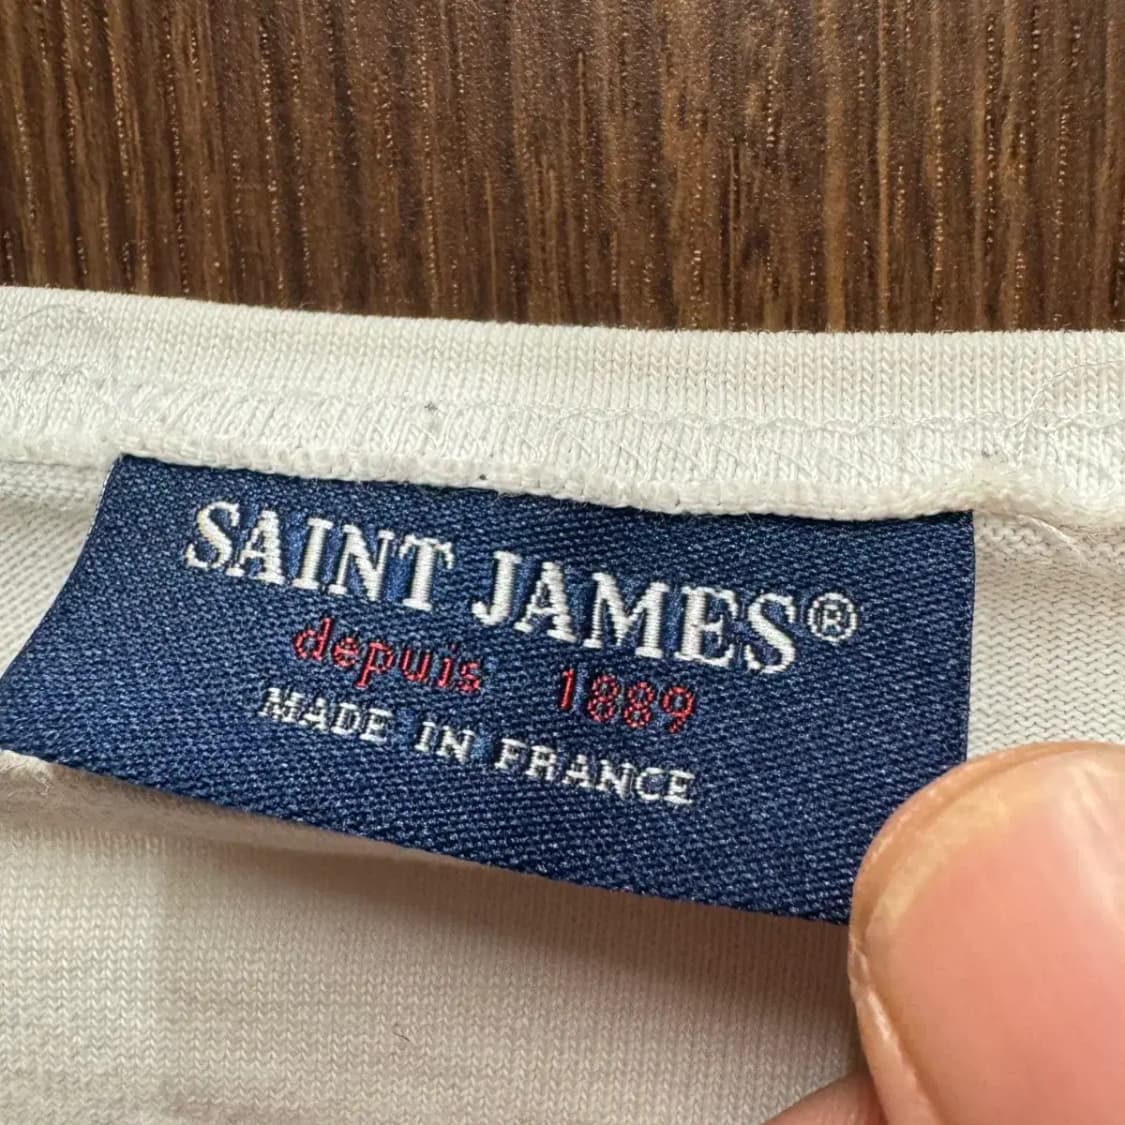 SAINT JAMES®
depuis 1889
MADE IN FRANCE